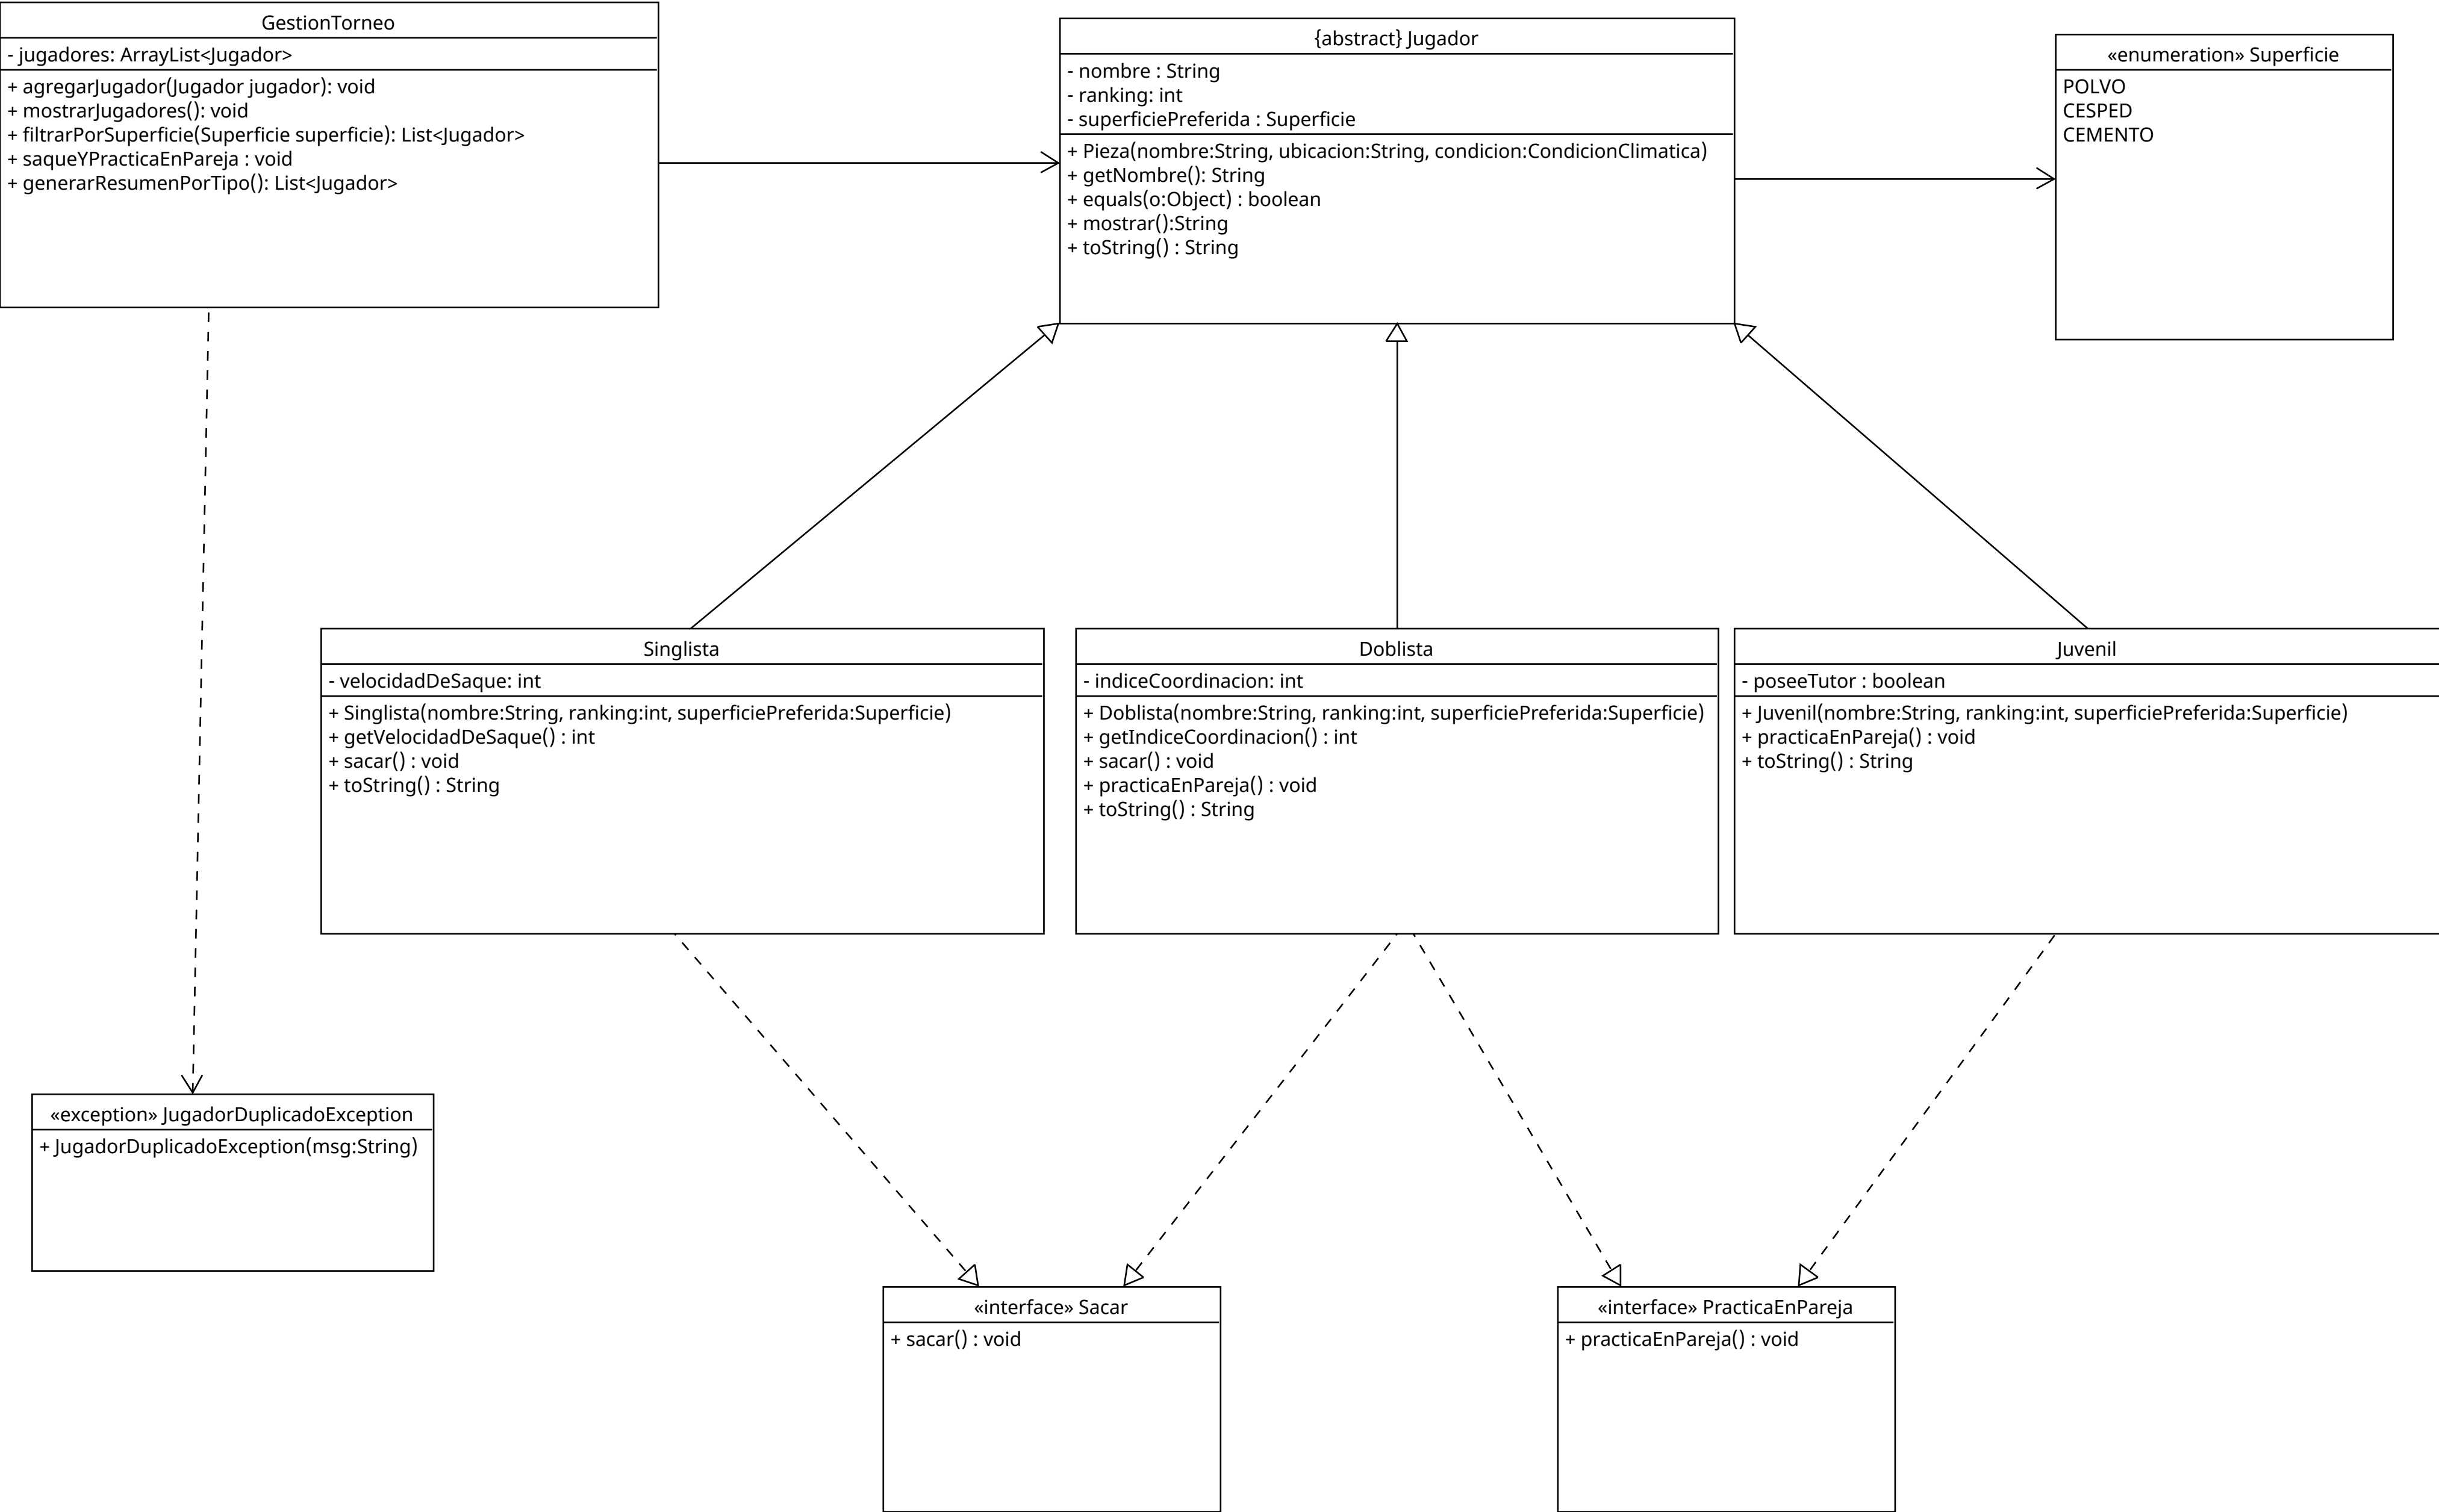 GestionTorneo
- jugadores: ArrayList<Jugador>
+ agregarJugador(Jugador jugador): void
+ mostrarJugadores(): void
+ filtrarPorSuperficie(Superficie superficie): List<Jugador>
+ saqueYPracticaEnPareja : void
+ generarResumenPorTipo(): List<Jugador>
{abstract} Jugador
- nombre : String
- ranking: int
- superficiePreferida : Superficie
+ Pieza(nombre:String, ubicacion:String, condicion:CondicionClimatica)
+ getNombre(): String
+ equals(o:Object) : boolean
+ mostrar():String
+ toString() : String
«enumeration» Superficie
POLVO
CESPED
CEMENTO
Singlista
- velocidadDeSaque: int
+ Singlista(nombre:String, ranking:int, superficiePreferida:Superficie)
+ getVelocidadDeSaque() : int
+ sacar() : void
+ toString() : String
Doblista
- indiceCoordinacion: int
+ Doblista(nombre:String, ranking:int, superficiePreferida:Superficie)
+ getIndiceCoordinacion() : int
+ sacar() : void
+ practicaEnPareja() : void
+ toString() : String
Juvenil
- poseeTutor : boolean
+ Juvenil(nombre:String, ranking:int, superficiePreferida:Superficie)
+ practicaEnPareja() : void
+ toString() : String
«exception» JugadorDuplicadoException
+ JugadorDuplicadoException(msg:String)
«interface» Sacar
+ sacar() : void
«interface» PracticaEnPareja
+ practicaEnPareja() : void